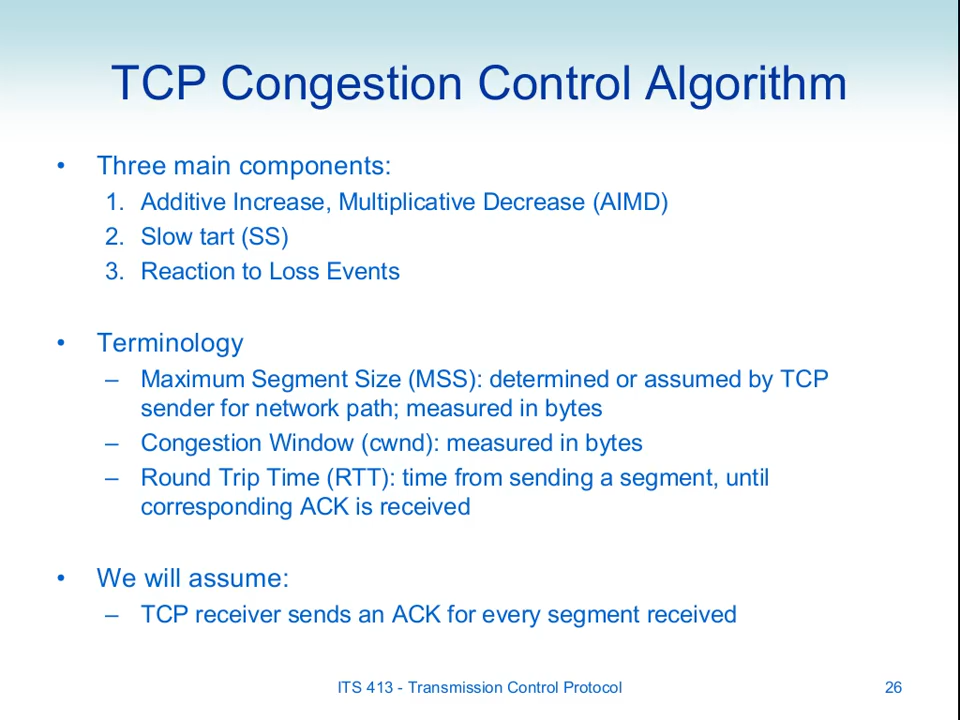 TCP Congestion Control Algorithm
• Three main components:
1. Additive Increase, Multiplicative Decrease (AIMD)
2. Slow tart (SS)
3. Reaction to Loss Events
• Terminology
– Maximum Segment Size (MSS): determined or assumed by TCP
sender for network path; measured in bytes
– Congestion Window (cwnd): measured in bytes
– Round Trip Time (RTT): time from sending a segment, until
corresponding ACK is received
• We will assume:
– TCP receiver sends an ACK for every segment received
ITS 413 - Transmission Control Protocol
26